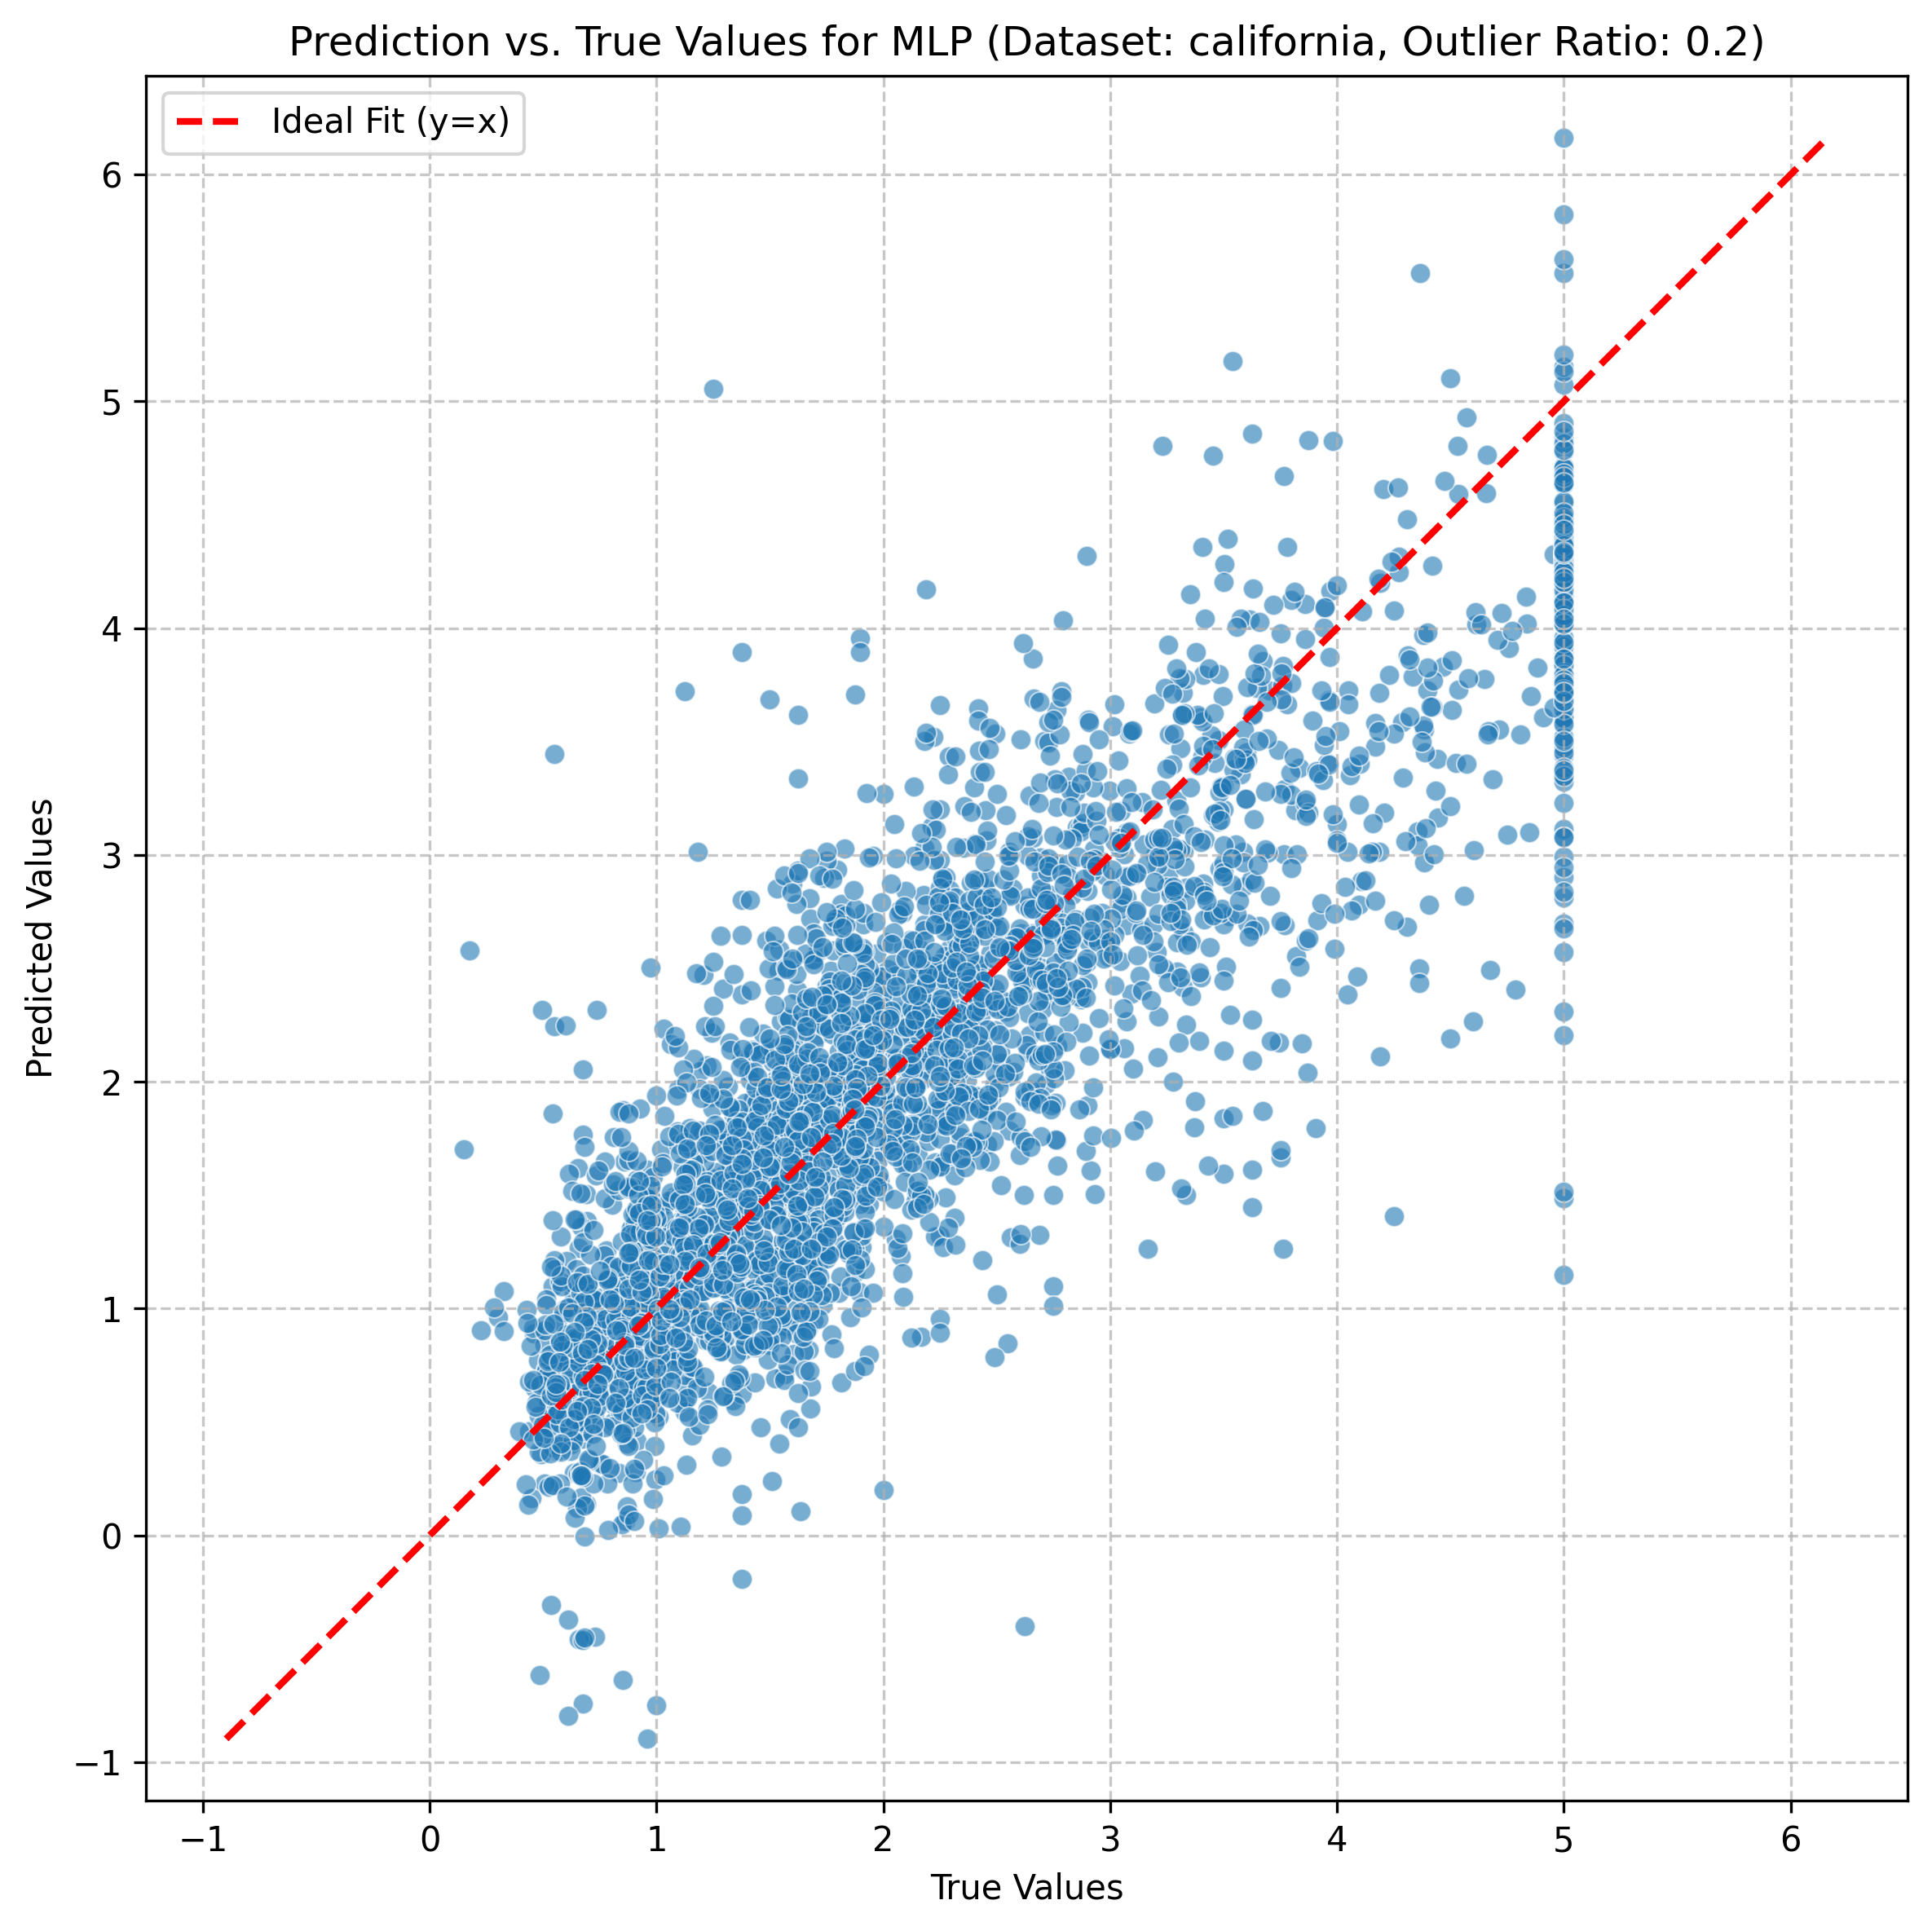 Prediction vs. True Values for MLP (Dataset: california, Outlier Ratio: 0.2)
Ideal Fit (y=x)
6
5
4
3
2
1
0
−1
Predicted Values
−1 0 1 2 3 4 5 6
True Values